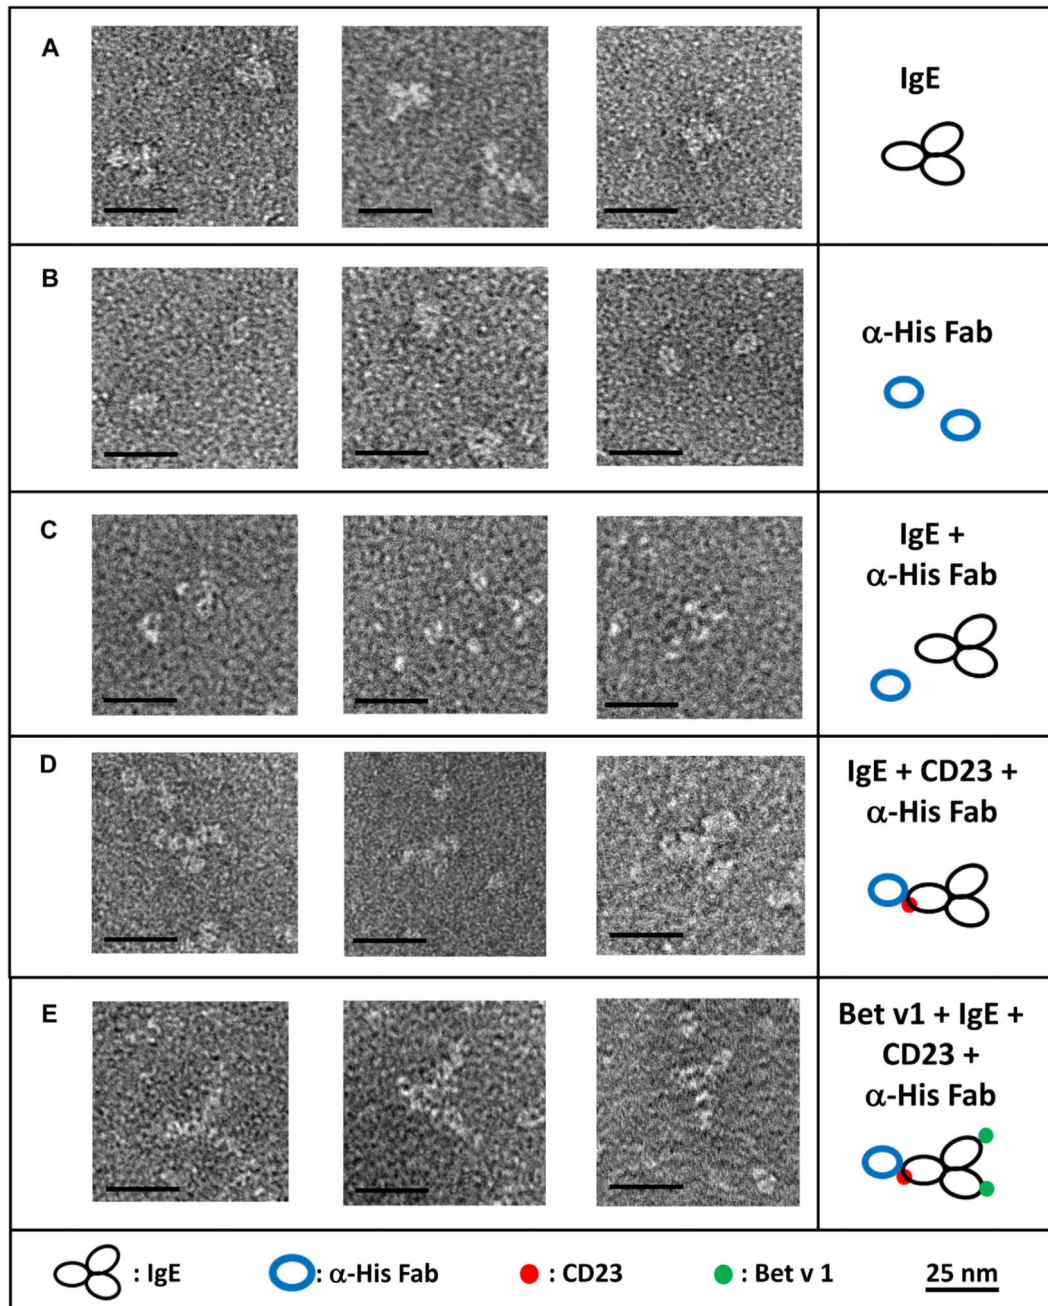 A
IgE
B
α-His Fab
C
IgE +
α-His Fab
D
IgE + CD23 +
α-His Fab
E
Bet v1 + IgE +
CD23 +
α-His Fab
: IgE
: α-His Fab
: CD23
: Bet v 1
25 nm